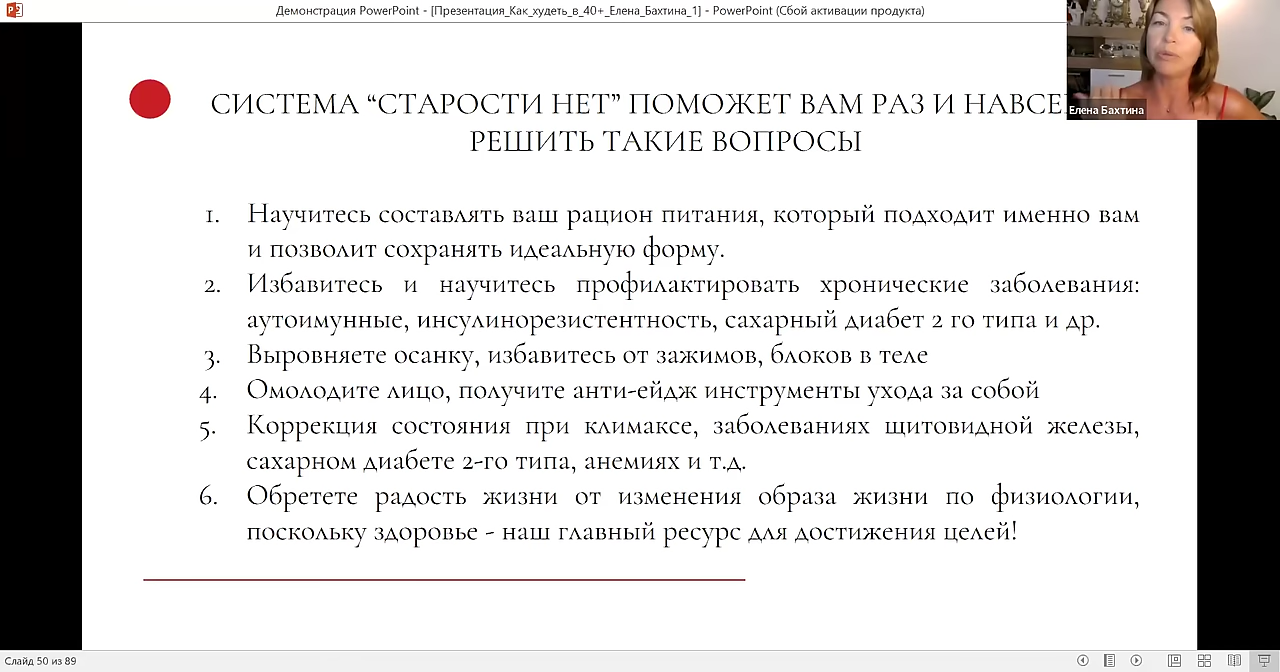 Демонстрация PowerPoint - [Презентация_Как_худеть_в_40+_Елена_Бахтина_1] - PowerPoint (Сбой активации продукта)
Елена Бахтина
СИСТЕМА “СТАРОСТИ НЕТ” ПОМОЖЕТ ВАМ РАЗ И НАВСЕ
РЕШИТЬ ТАКИЕ ВОПРОСЫ
1. Научитесь составлять ваш рацион питания, который подходит именно вам
и позволит сохранять идеальную форму.
2. Избавитесь и научитесь профилактировать хронические заболевания:
аутоимунные, инсулинорезистентность, сахарный диабет 2 го типа и др.
3. Выровняете осанку, избавитесь от зажимов, блоков в теле
4. Омолодите лицо, получите анти-ейдж инструменты ухода за собой
5. Коррекция состояния при климаксе, заболеваниях щитовидной железы,
сахарном диабете 2-го типа, анемиях и т.д.
6. Обретете радость жизни от изменения образа жизни по физиологии,
поскольку здоровье - наш главный ресурс для достижения целей!
Слайд 50 из 89